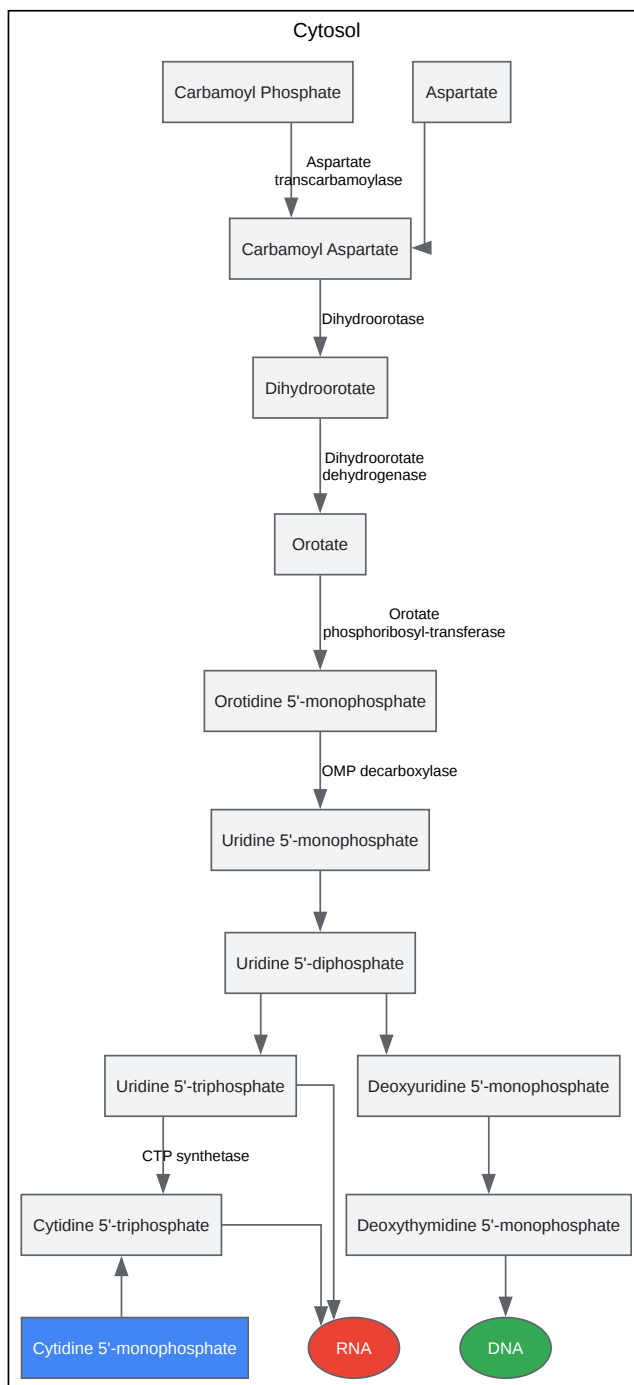 Cytosol
Carbamoyl Phosphate
Aspartate
Aspartate
transcarbamoylase
Carbamoyl Aspartate
Dihydroorotase
Dihydroorotate
Dihydroorotate
dehydrogenase
Orotate
Orotate
phosphoribosyl-transferase
Orotidine 5'-monophosphate
OMP decarboxylase
Uridine 5'-monophosphate
Uridine 5'-diphosphate
Uridine 5'-triphosphate
Deoxyuridine 5'-monophosphate
CTP synthetase
Cytidine 5'-triphosphate
Deoxythymidine 5'-monophosphate
Cytidine 5'-monophosphate
RNA
DNA